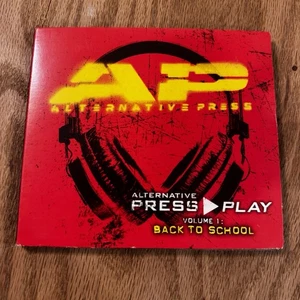 AP
ALTERNATIVE PRESS
ALTERNATIVE
PRESS PLAY
VOLUME 1:
BACK TO SCHOOL